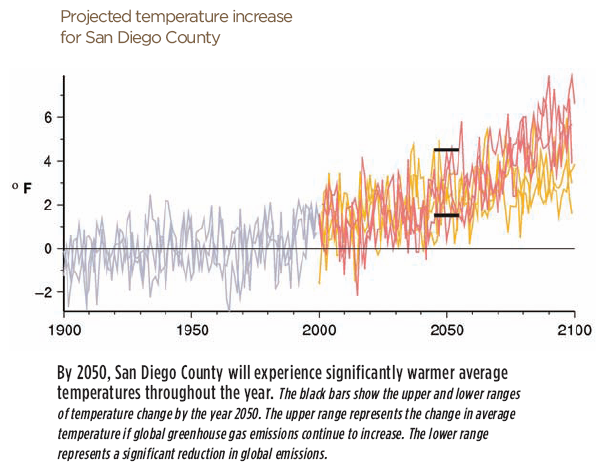 Projected temperature increase
for San Diego County
6
4
° F
2
0
−2
1900 1950 2000 2050 2100
By 2050, San Diego County will experience significantly warmer average
temperatures throughout the year. The black bars show the upper and lower ranges
of temperature change by the year 2050. The upper range represents the change in average
temperature if global greenhouse gas emissions continue to increase. The lower range
represents a significant reduction in global emissions.